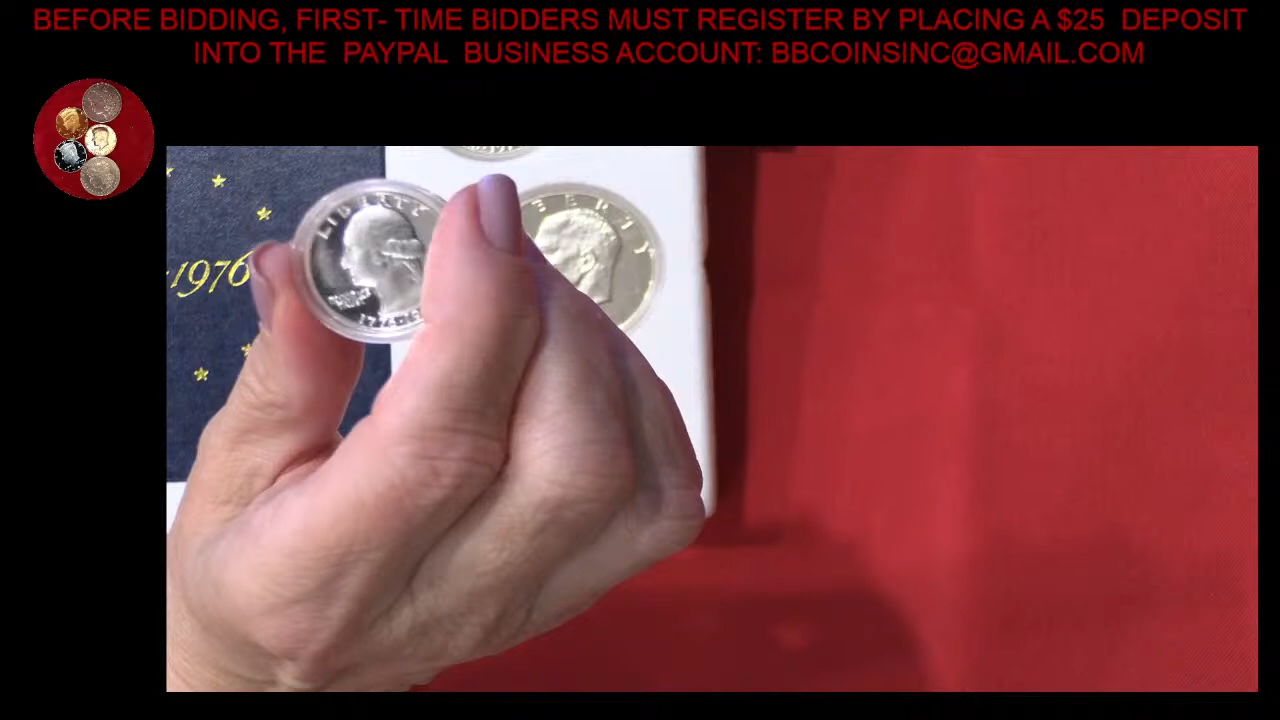 BEFORE BIDDING, FIRST- TIME BIDDERS MUST REGISTER BY PLACING A $25 DEPOSIT
INTO THE PAYPAL BUSINESS ACCOUNT: BBCOINSINC@GMAIL.COM
LIBERTY
-1976